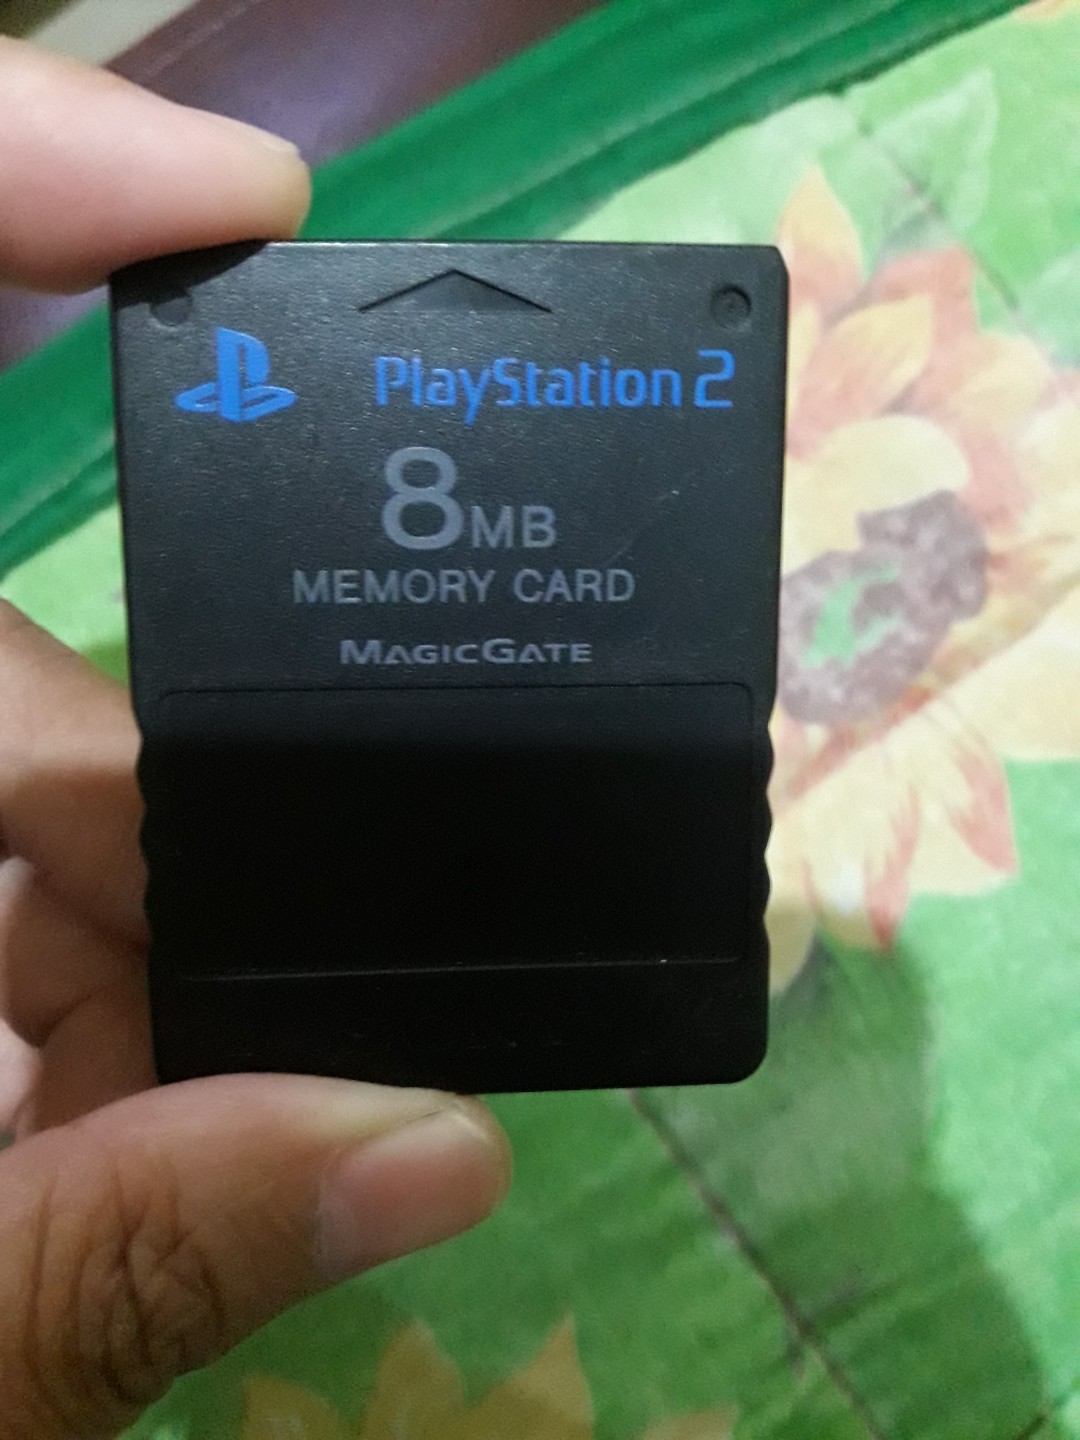 PlayStation 2
8MB
MEMORY CARD
MAGICGATE